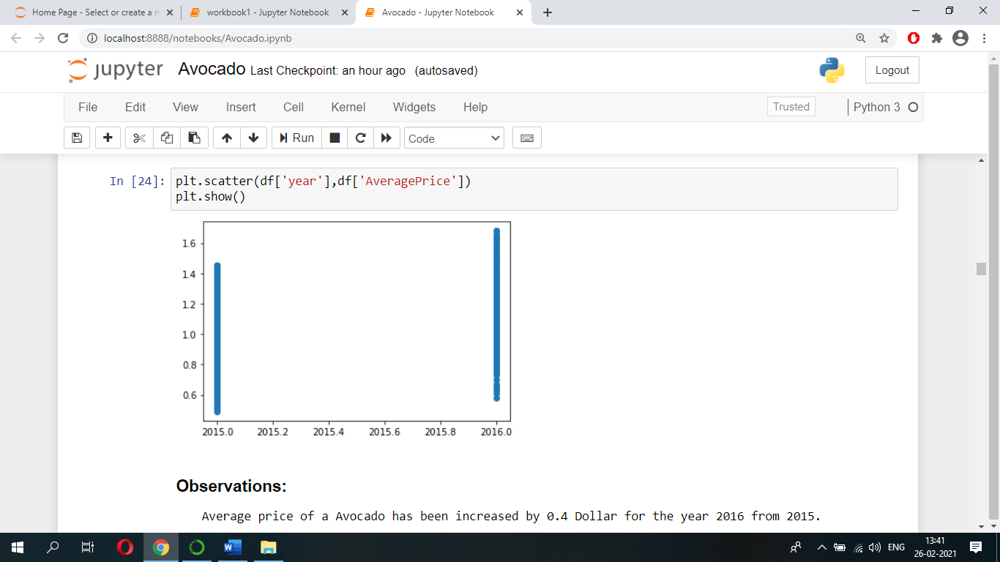 Home Page - Select or create a n
workbook1 - Jupyter Notebook
Avocado - Jupyter Notebook
localhost:8888/notebooks/Avocado.ipynb
jupyter Avocado Last Checkpoint: an hour ago (autosaved)
Logout
File Edit View Insert Cell Kernel Widgets Help
Trusted Python 3
Run Code
In [24]: plt.scatter(df['year'],df['AveragePrice'])
plt.show()
1.6
1.4
1.2
1.0
0.8
0.6
2015.0 2015.2 2015.4 2015.6 2015.8 2016.0
Observations:
Average price of a Avocado has been increased by 0.4 Dollar for the year 2016 from 2015.
ENG
13:41
26-02-2021